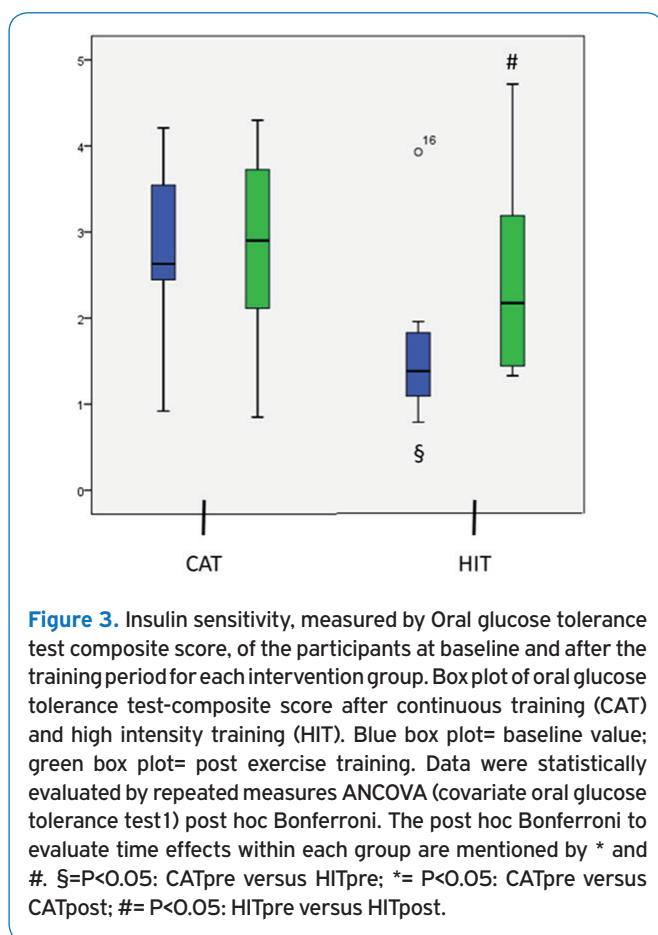 5
#
4
16
3
2
1
§
0
CAT HIT
Figure 3. Insulin sensitivity, measured by Oral glucose tolerance
test composite score, of the participants at baseline and after the
training period for each intervention group. Box plot of oral glucose
tolerance test-composite score after continuous training (CAT)
and high intensity training (HIT). Blue box plot= baseline value;
green box plot= post exercise training. Data were statistically
evaluated by repeated measures ANCOVA (covariate oral glucose
tolerance test1) post hoc Bonferroni. The post hoc Bonferroni to
evaluate time effects within each group are mentioned by * and
#. §=P<0.05: CATpre versus HITpre; *= P<0.05: CATpre versus
CATpost; #= P<0.05: HITpre versus HITpost.